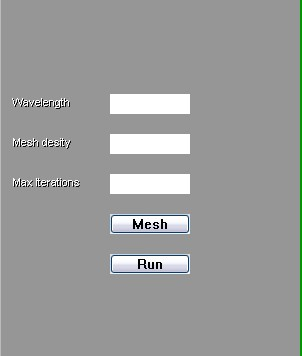 Wavelength
Mesh desity
Max Iterations
Mesh
Run